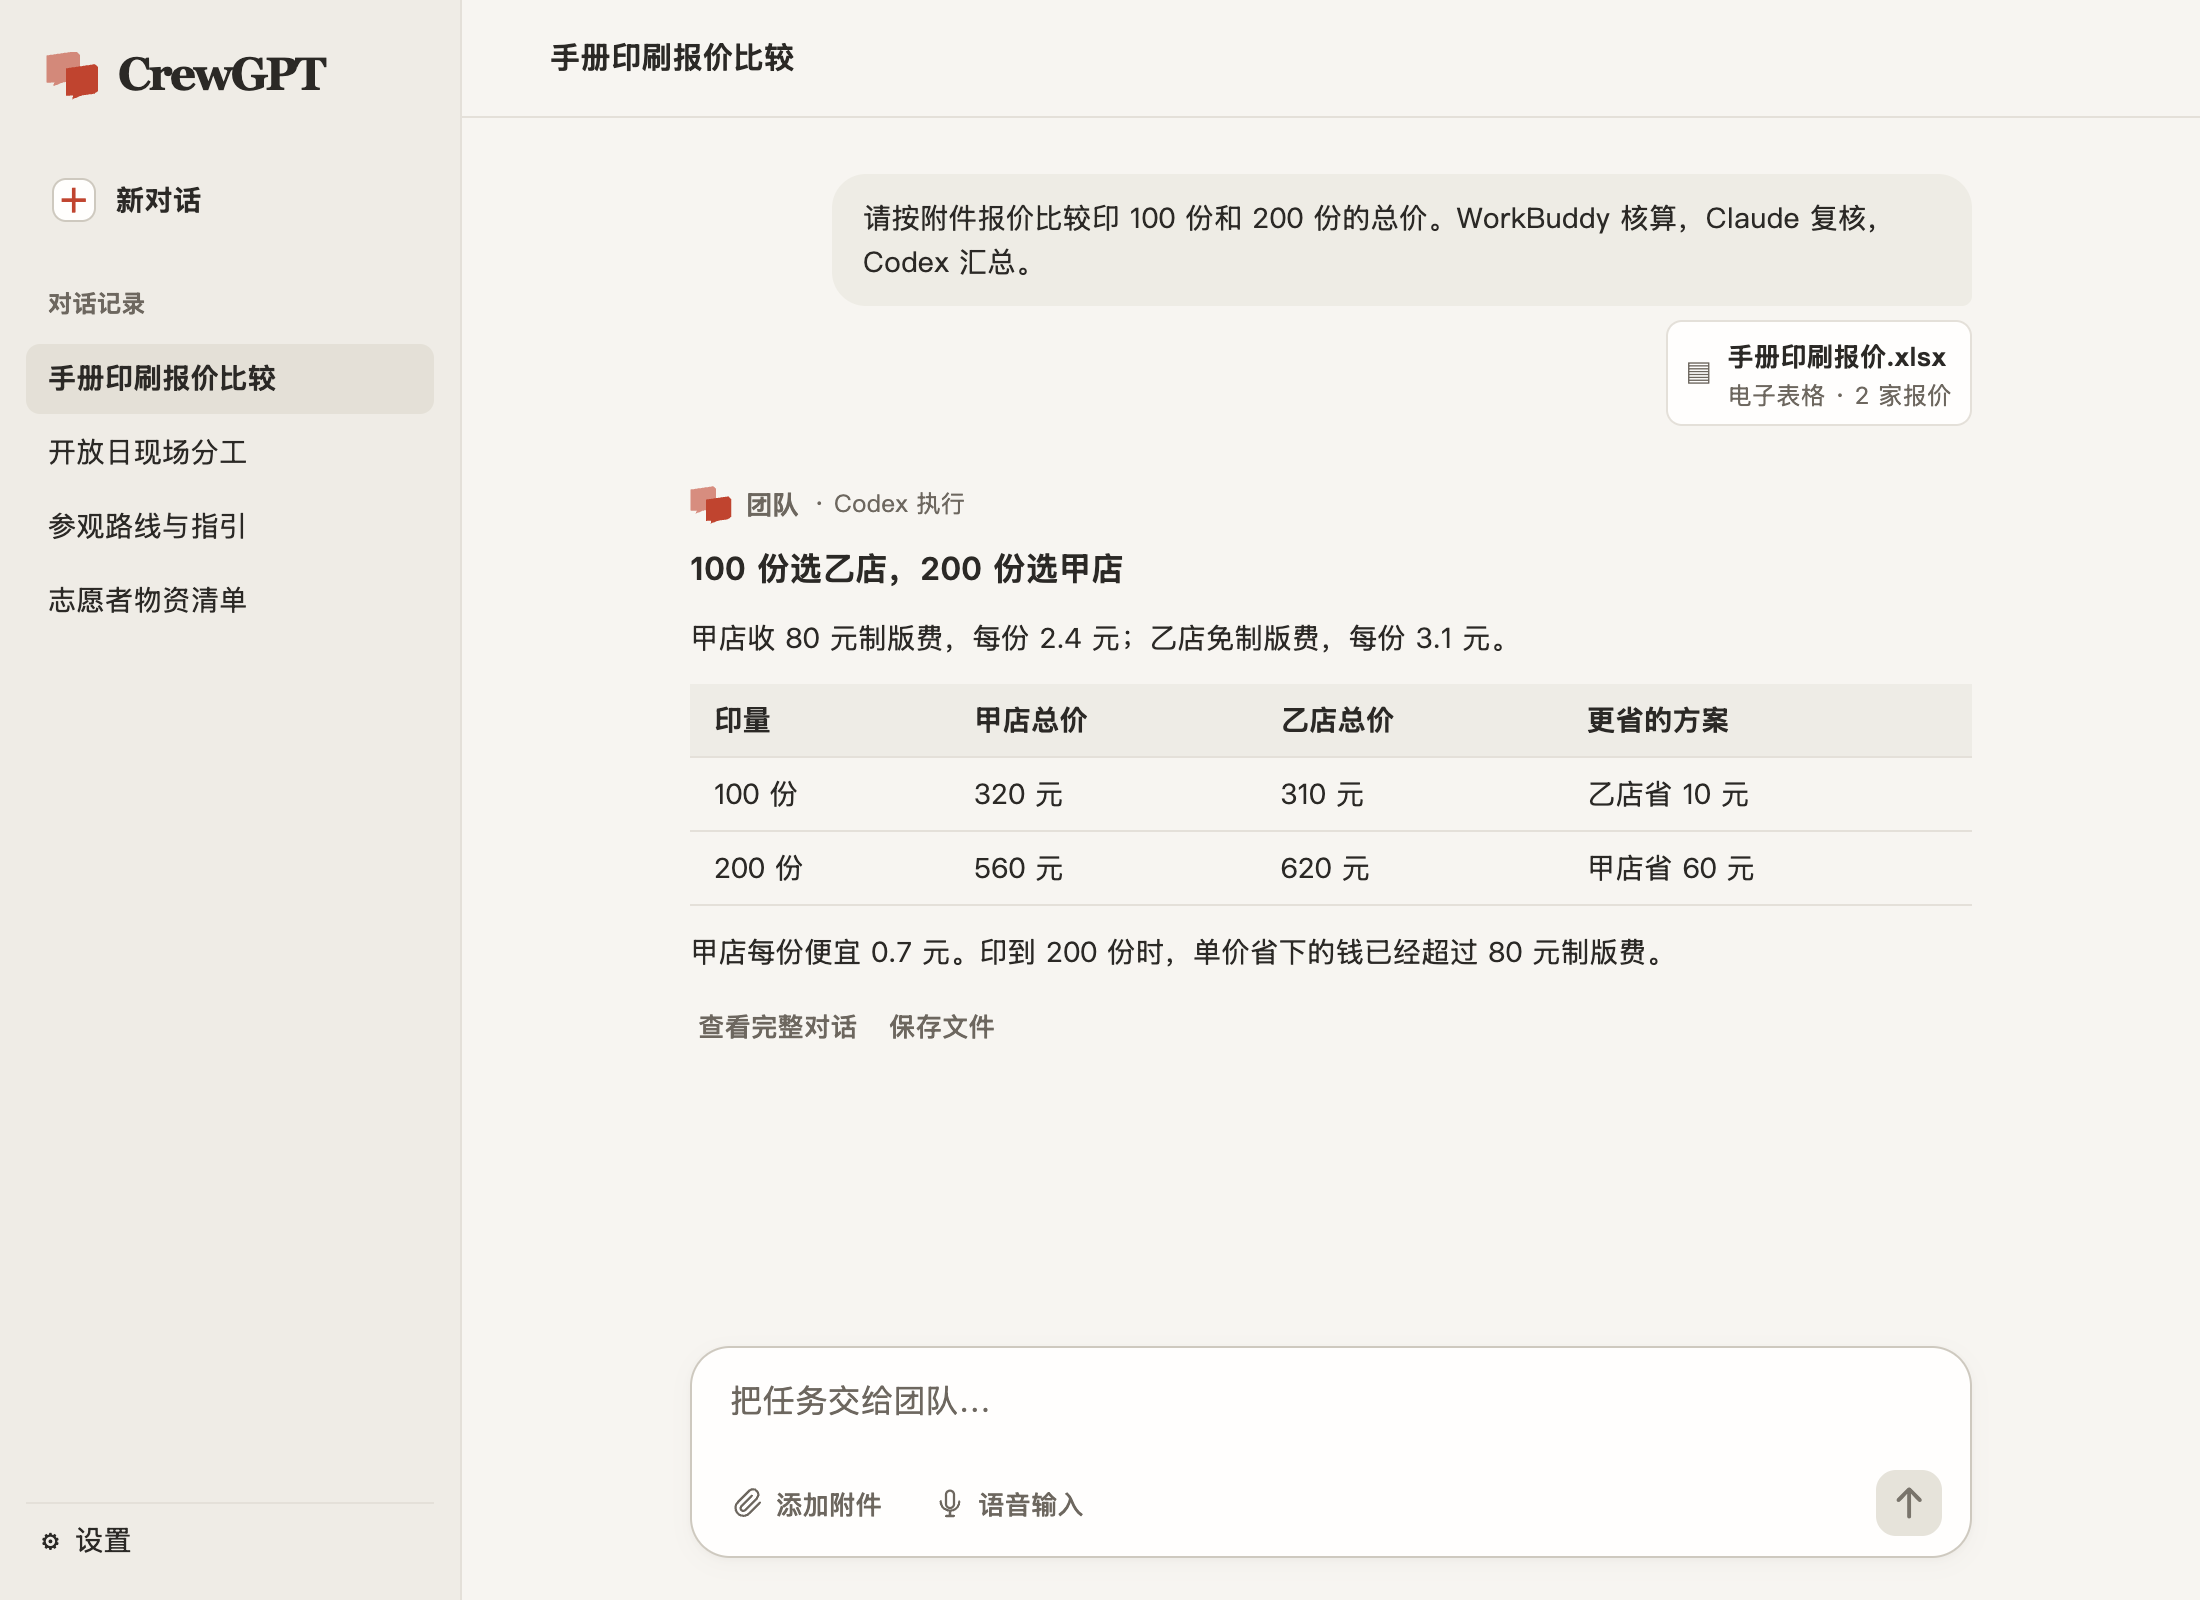 CrewGPT
新对话
对话记录
手册印刷报价比较
开放日现场分工
参观路线与指引
志愿者物资清单
设置
手册印刷报价比较
请按附件报价比较印 100 份和 200 份的总价。WorkBuddy 核算，Claude 复核，
Codex 汇总。
手册印刷报价.xlsx
电子表格 · 2 家报价
团队 · Codex 执行
100 份选乙店，200 份选甲店
甲店收 80 元制版费，每份 2.4 元；乙店免制版费，每份 3.1 元。
印量 甲店总价 乙店总价 更省的方案
100 份 320 元 310 元 乙店省 10 元
200 份 560 元 620 元 甲店省 60 元
甲店每份便宜 0.7 元。印到 200 份时，单价省下的钱已经超过 80 元制版费。
查看完整对话 保存文件
把任务交给团队...
添加附件 语音输入